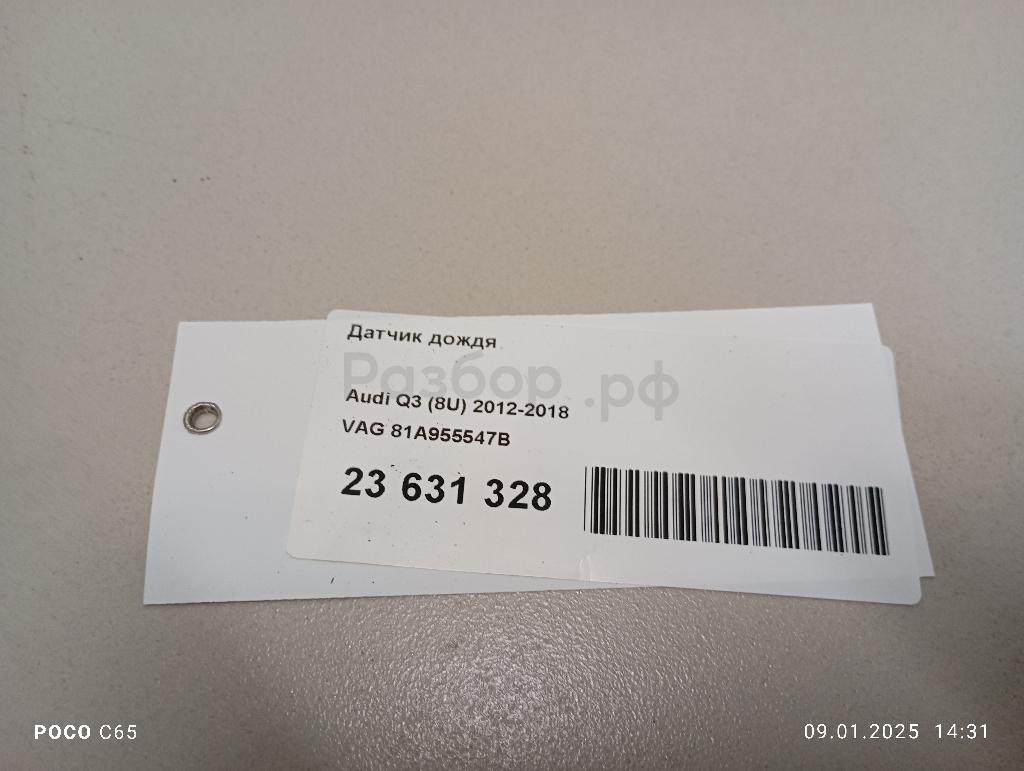 Датчик дождя
Разбор.рф
Audi Q3 (8U) 2012-2018
VAG 81A955547B
23 631 328
POCO C65
09.01.2025 14:31